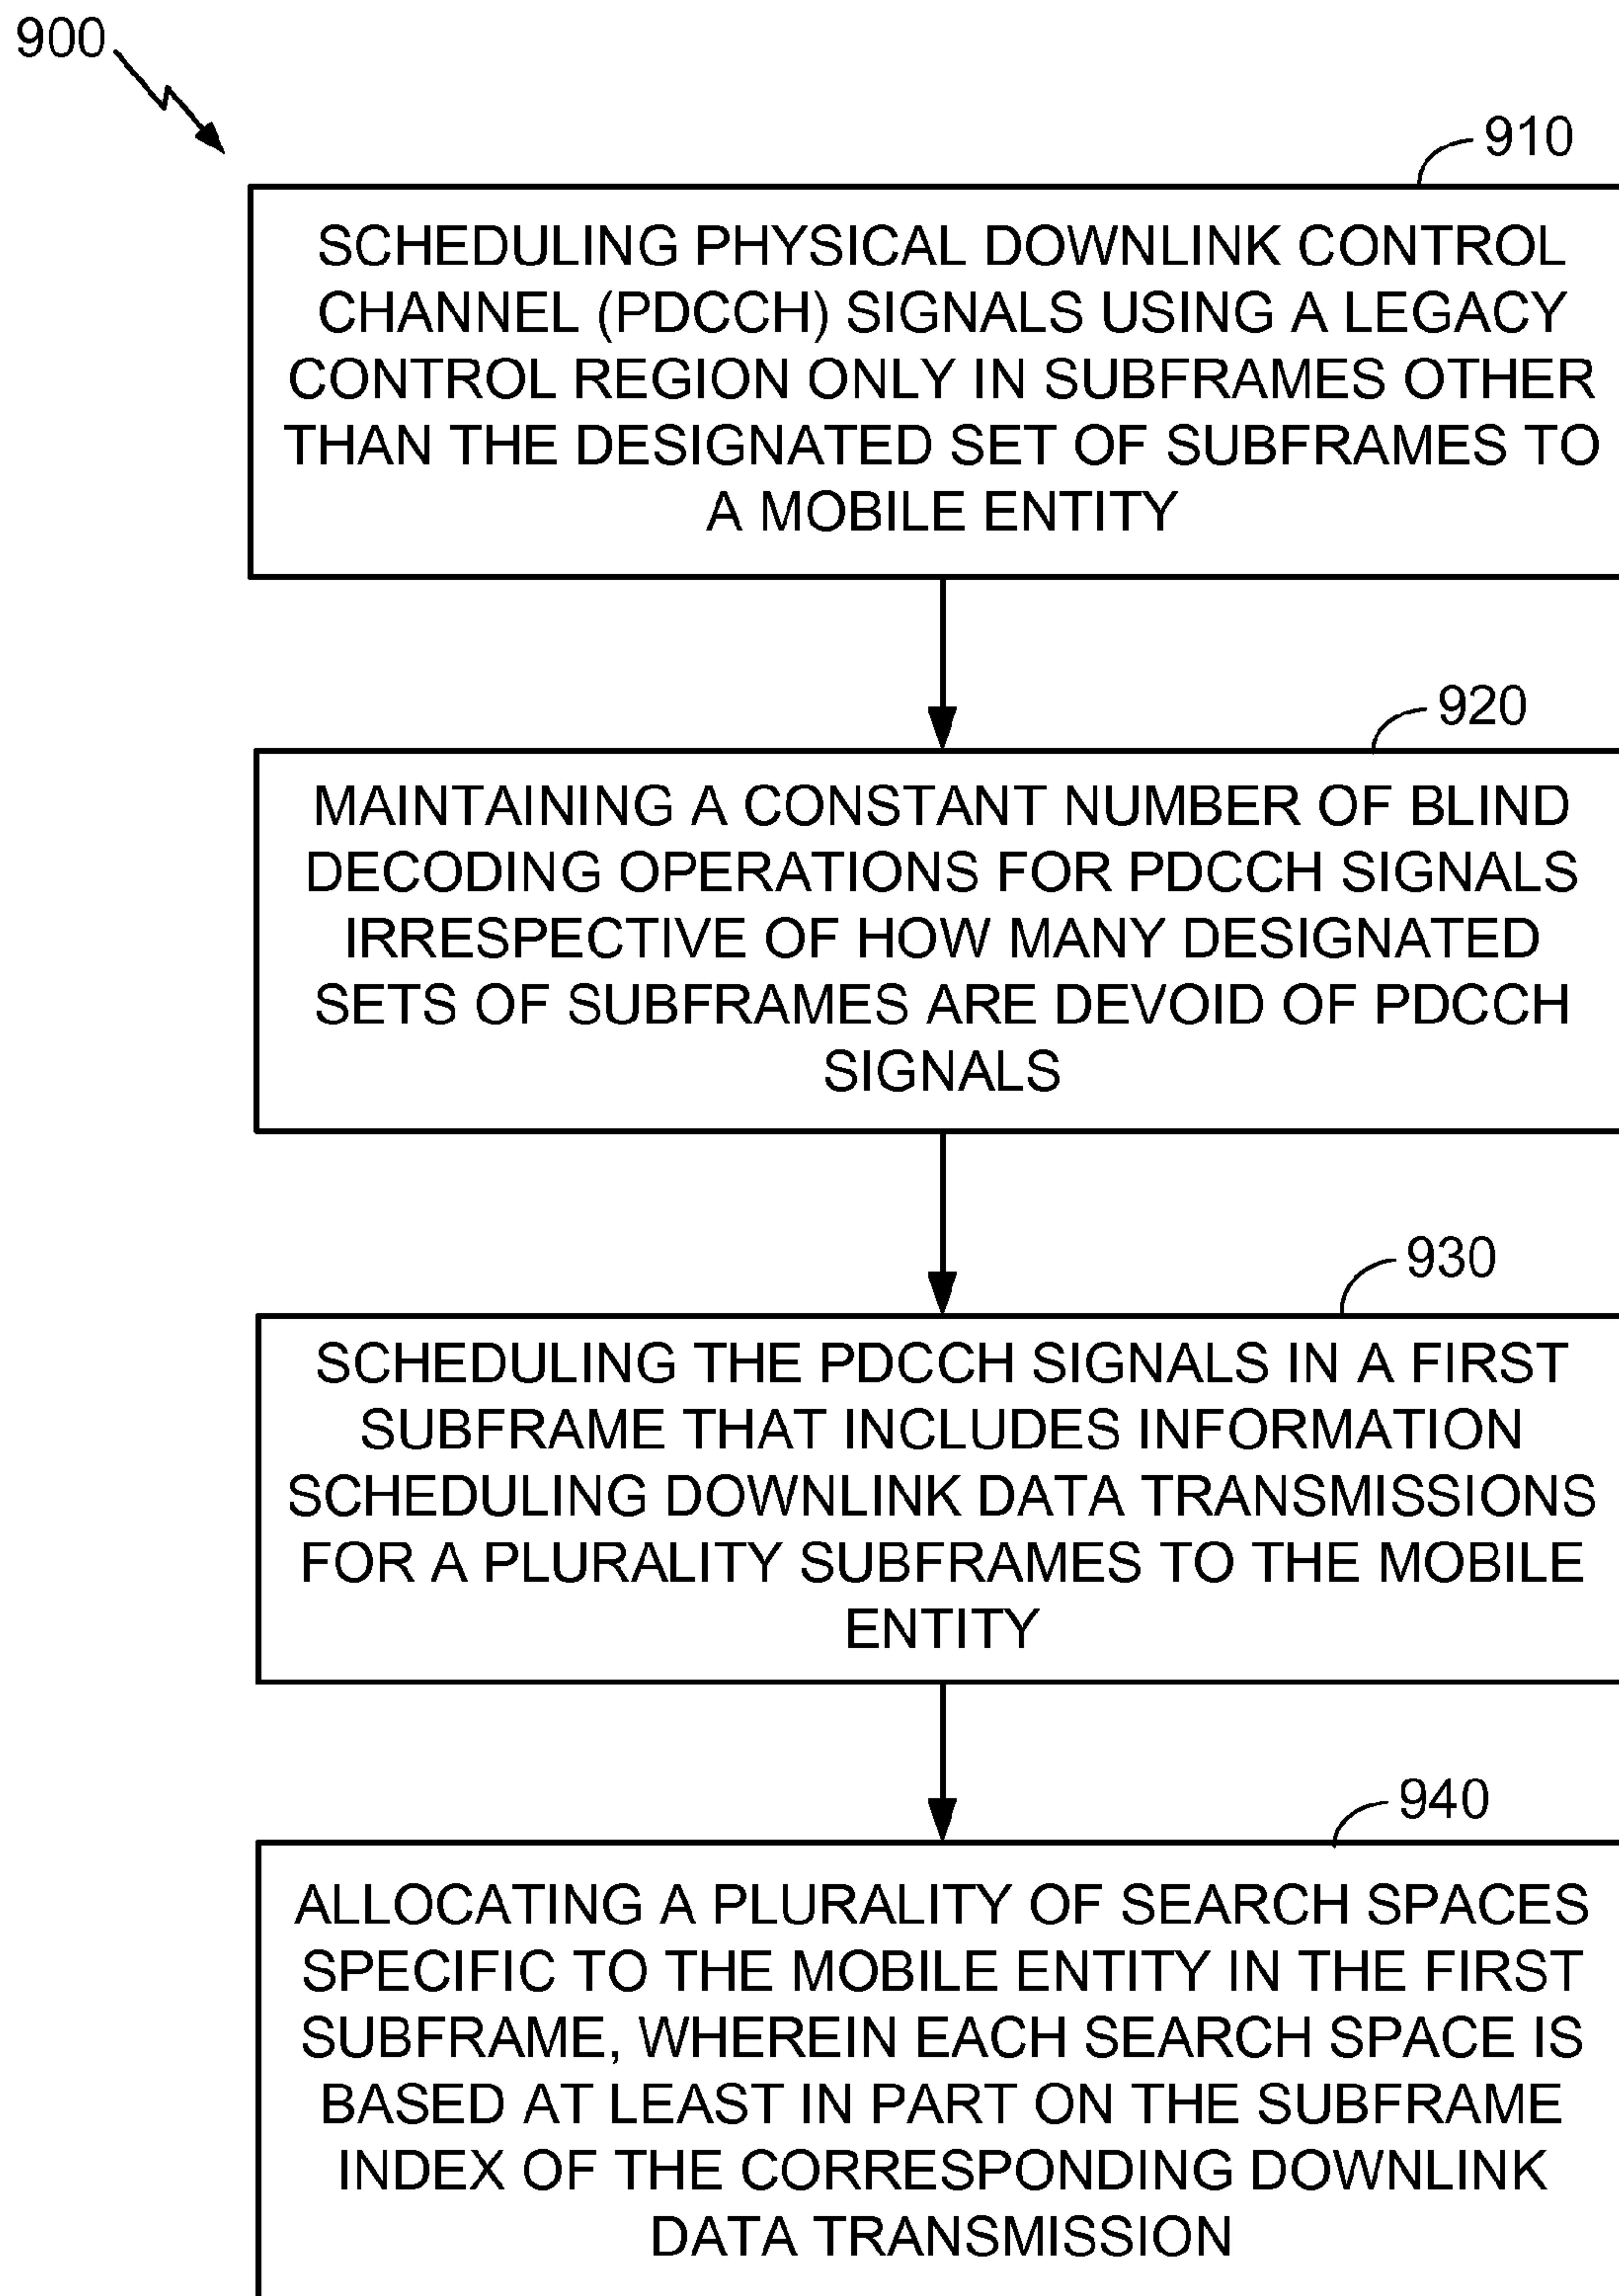 900
910
SCHEDULING PHYSICAL DOWNLINK CONTROL
CHANNEL (PDCCH) SIGNALS USING A LEGACY
CONTROL REGION ONLY IN SUBFRAMES OTHER
THAN THE DESIGNATED SET OF SUBFRAMES TO
A MOBILE ENTITY
920
MAINTAINING A CONSTANT NUMBER OF BLIND
DECODING OPERATIONS FOR PDCCH SIGNALS
IRRESPECTIVE OF HOW MANY DESIGNATED
SETS OF SUBFRAMES ARE DEVOID OF PDCCH
SIGNALS
930
SCHEDULING THE PDCCH SIGNALS IN A FIRST
SUBFRAME THAT INCLUDES INFORMATION
SCHEDULING DOWNLINK DATA TRANSMISSIONS
FOR A PLURALITY SUBFRAMES TO THE MOBILE
ENTITY
940
ALLOCATING A PLURALITY OF SEARCH SPACES
SPECIFIC TO THE MOBILE ENTITY IN THE FIRST
SUBFRAME, WHEREIN EACH SEARCH SPACE IS
BASED AT LEAST IN PART ON THE SUBFRAME
INDEX OF THE CORRESPONDING DOWNLINK
DATA TRANSMISSION